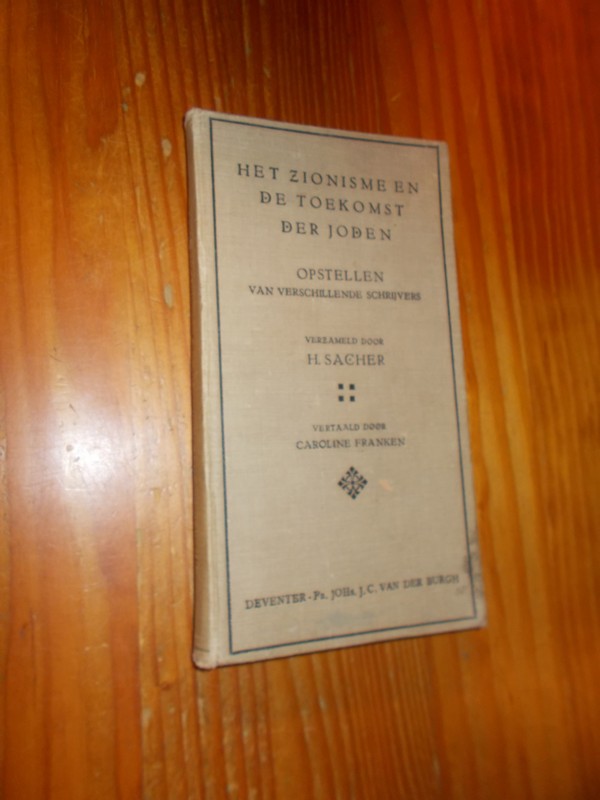 HET ZIONISME EN
DE TOEKOMST
DER JODEN
OPSTELLEN
VAN VERSCHILLENDE SCHRIJVERS
VERZAMELD DOOR
H. SACHER
VERTAALD DOOR
CAROLINE FRANKEN
DEVENTER - Fa. JOHs. J.C. VAN DER BURGH